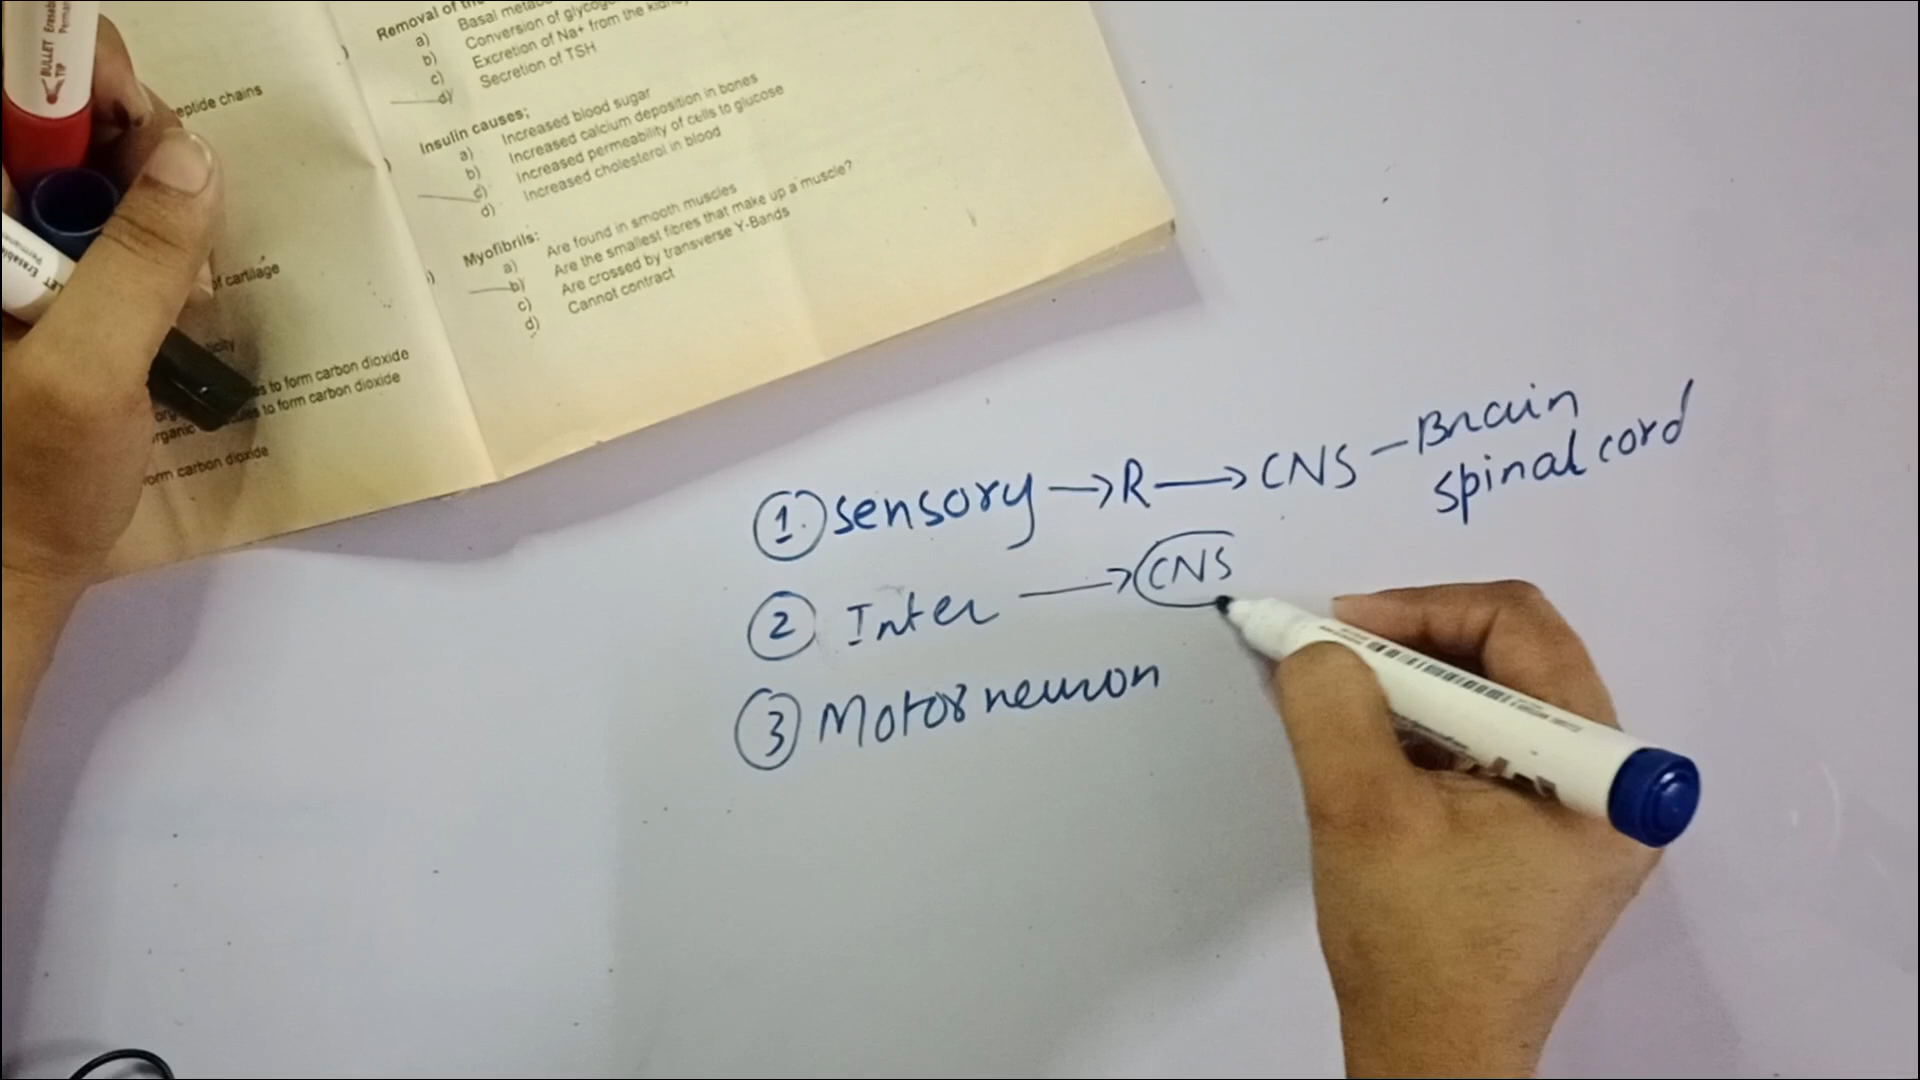 BULLET
TIP
Erasable
eptide chains
of cartilage
es to form carbon dioxide
to form carbon dioxide
form carbon dioxide
Removal of
a) Basal
b) Conversion of
c) Excretion of Na+ from the
d) Secretion of TSH
Insulin causes;
a) Increased blood sugar
b) Increased calcium deposition in bones
c) Increased permeability of cells to glucose
d) Increased cholesterol in blood
Myofibrils:
a) Are found in smooth muscles
b) Are the smallest fibres that make up a muscle?
c) Are crossed by transverse Y-Bands
d) Cannot contract
1. sensory → R → CNS - Brain
spinal cord
2 Inter → CNS
3 Motor neuron